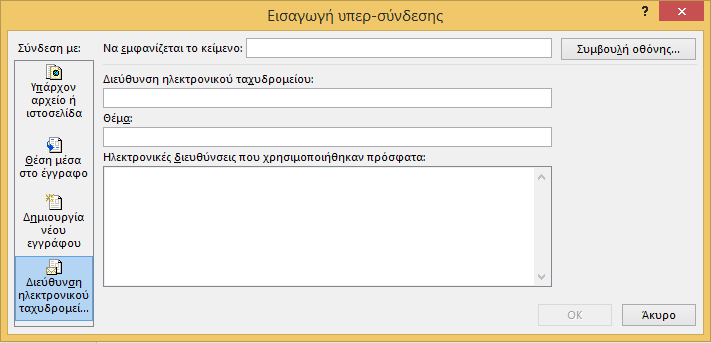 Εισαγωγή υπερ-σύνδεσης
?
Σύνδεση με:
Να εμφανίζεται το κείμενο:
Συμβουλή οθόνης...
Υπάρχον
αρχείο ή
ιστοσελίδα
Θέση μέσα
στο έγγραφο
Δημιουργία
νέου
εγγράφου
Διεύθυνση
ηλεκτρονικού
ταχυδρομεί...
Διεύθυνση ηλεκτρονικού ταχυδρομείου:
Θέμα:
Ηλεκτρονικές διευθύνσεις που χρησιμοποιήθηκαν πρόσφατα:
OK
Άκυρο